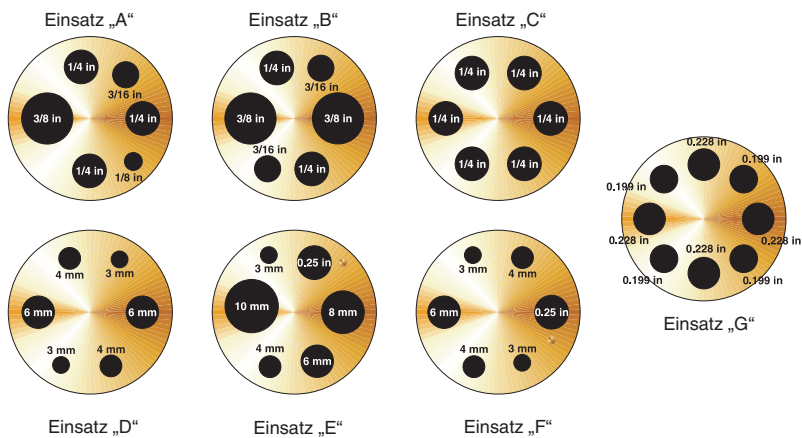 Einsatz „A“
Einsatz „B“
Einsatz „C“
1/4 in
3/16 in
3/8 in
1/4 in
1/4 in
1/8 in
1/4 in
3/16 in
3/8 in
3/8 in
3/16 in
1/4 in
1/4 in
1/4 in
1/4 in
1/4 in
1/4 in
1/4 in
0.228 in
0.199 in
0.199 in
0.228 in
0.228 in
0.228 in
0.199 in
0.199 in
Einsatz „G“
4 mm
3 mm
6 mm
6 mm
3 mm
4 mm
3 mm
0.25 in
10 mm
8 mm
4 mm
6 mm
3 mm
4 mm
6 mm
0.25 in
4 mm
3 mm
Einsatz „D“
Einsatz „E“
Einsatz „F“